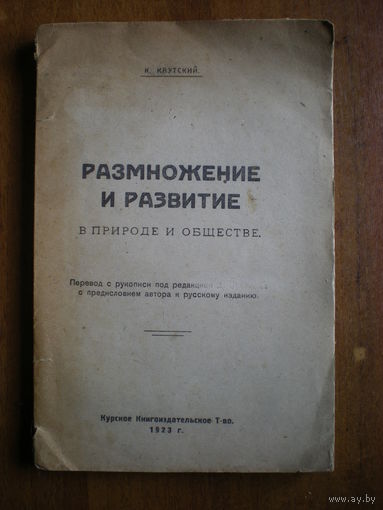 К. КАУТСКИЙ.
РАЗМНОЖЕНИЕ
И РАЗВИТИЕ
В ПРИРОДЕ И ОБЩЕСТВЕ.
Перевод с рукописи под редакцией
с предисловием автора к русскому изданию.
Курское Книгоиздательское Т-во.
1923 г.
www.ay.by